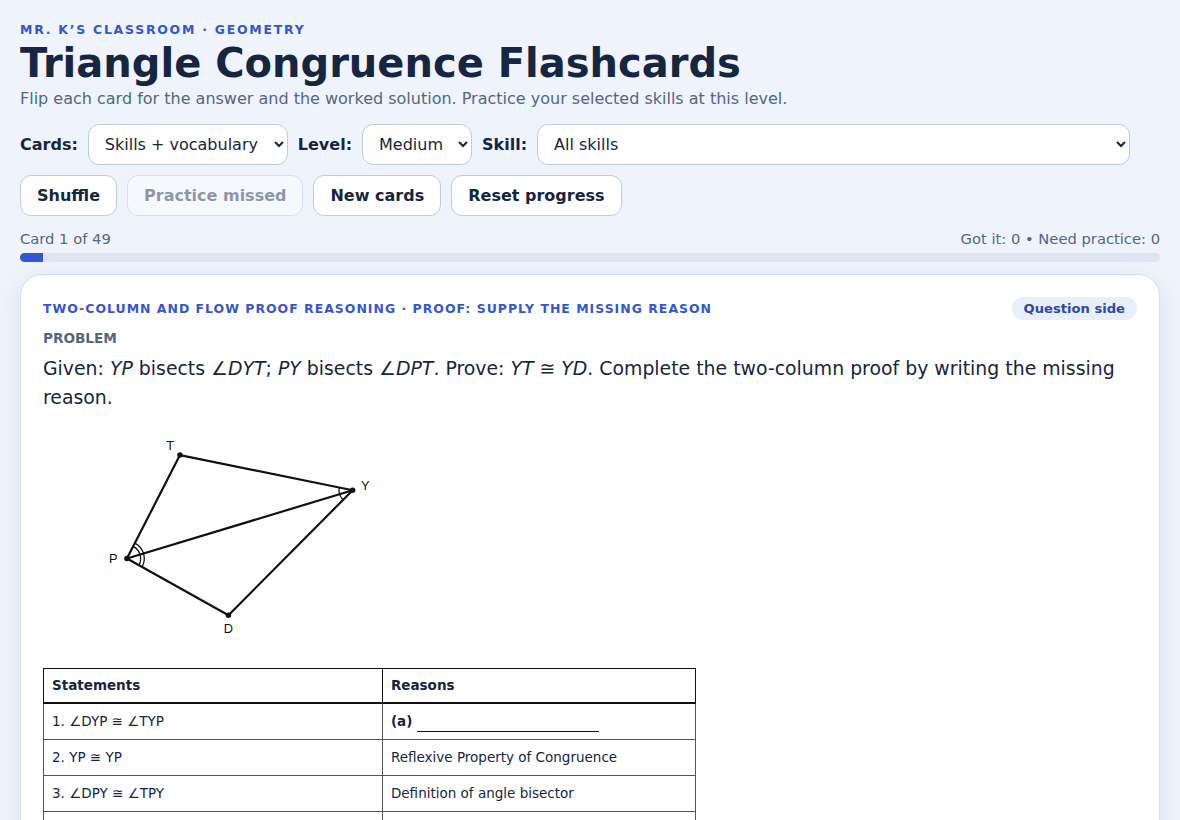 MR. K’S CLASSROOM · GEOMETRY
Triangle Congruence Flashcards
Flip each card for the answer and the worked solution. Practice your selected skills at this level.
Cards: Skills + vocabulary Level: Medium Skill: All skills
Shuffle Practice missed New cards Reset progress
Card 1 of 49 Got it: 0 • Need practice: 0
TWO-COLUMN AND FLOW PROOF REASONING · PROOF: SUPPLY THE MISSING REASON Question side
PROBLEM
Given: YP bisects ∠DYT; PY bisects ∠DPT. Prove: YT ≅ YD. Complete the two-column proof by writing the missing
reason.
T
Y
P
D
Statements Reasons
1. ∠DYP ≅ ∠TYP (a)
2. YP ≅ YP Reflexive Property of Congruence
3. ∠DPY ≅ ∠TPY Definition of angle bisector